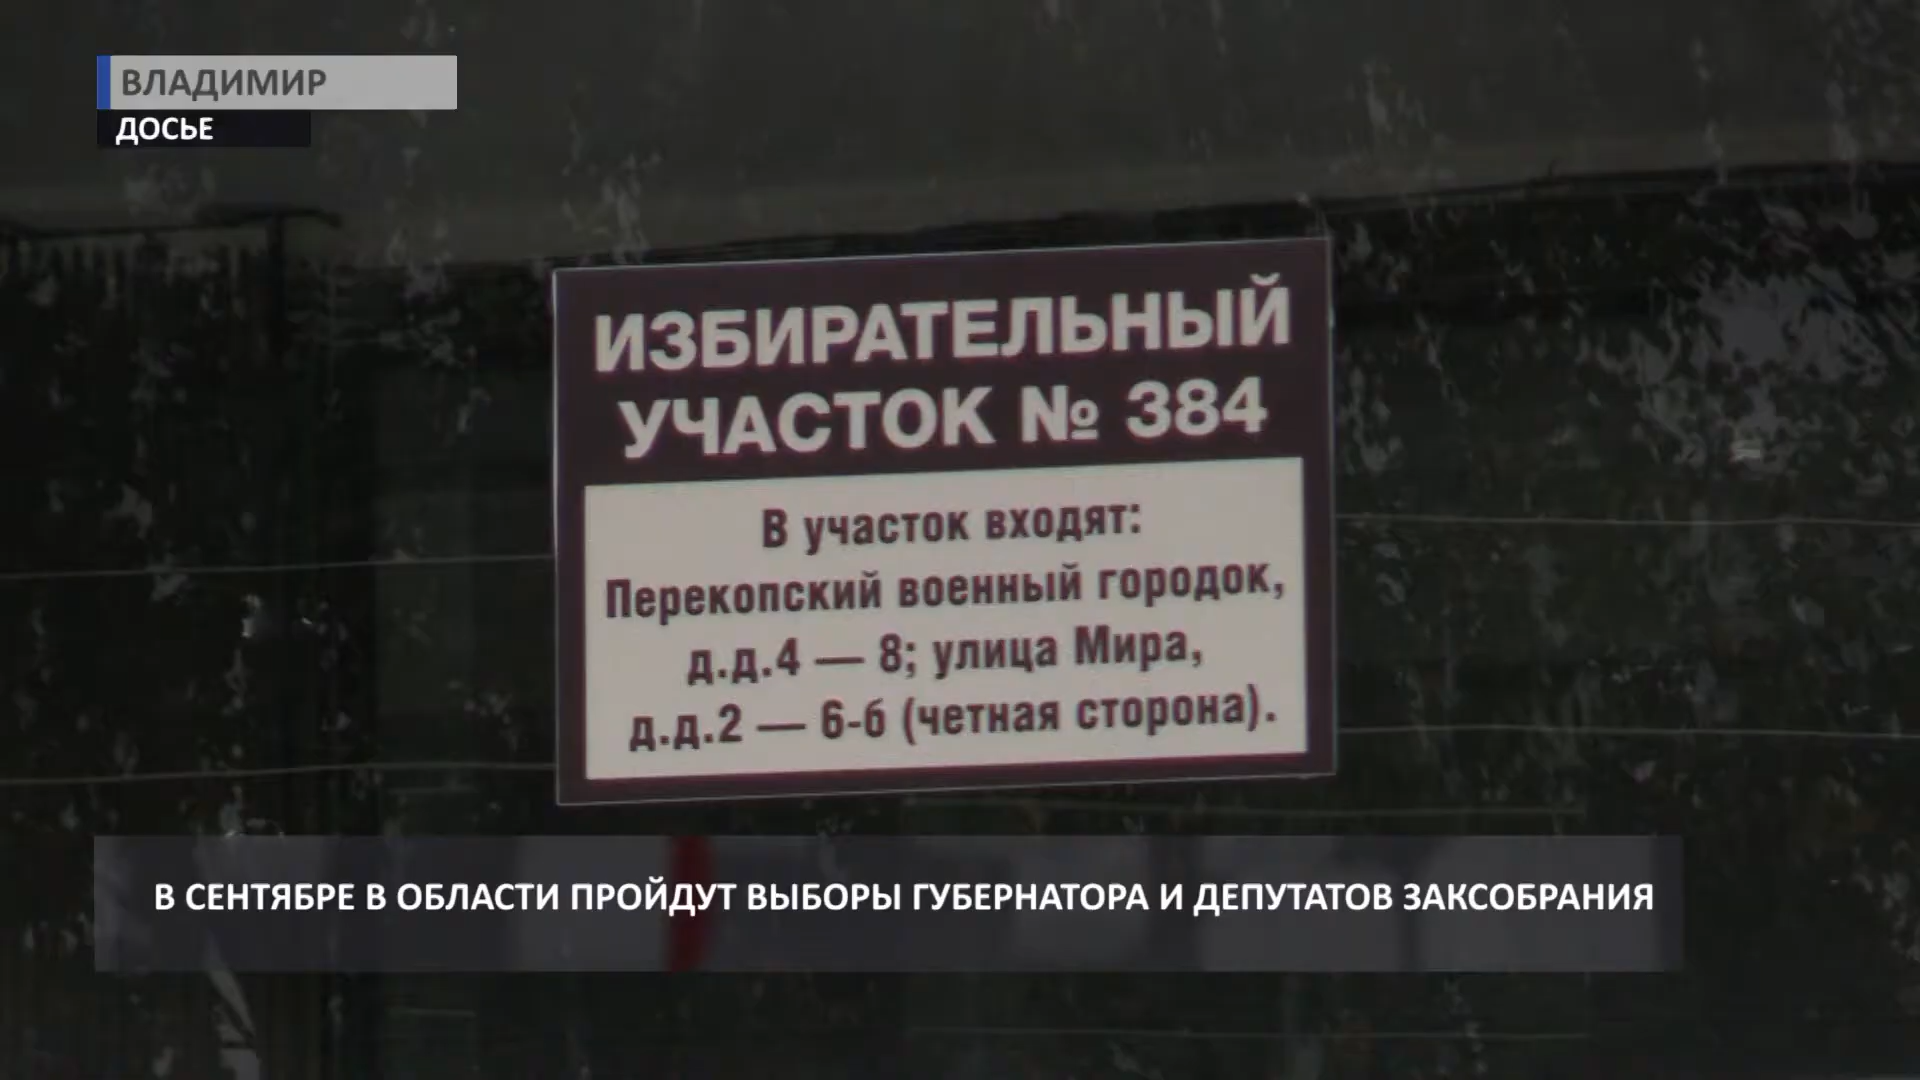 ВЛАДИМИР
ДОСЬЕ
ИЗБИРАТЕЛЬНЫЙ
УЧАСТОК № 384
В участок входят:
Перекопский военный городок,
д.д.4 — 8; улица Мира,
д.д.2 — 6-б (четная сторона).
В СЕНТЯБРЕ В ОБЛАСТИ ПРОЙДУТ ВЫБОРЫ ГУБЕРНАТОРА И ДЕПУТАТОВ ЗАКСОБРАНИЯ